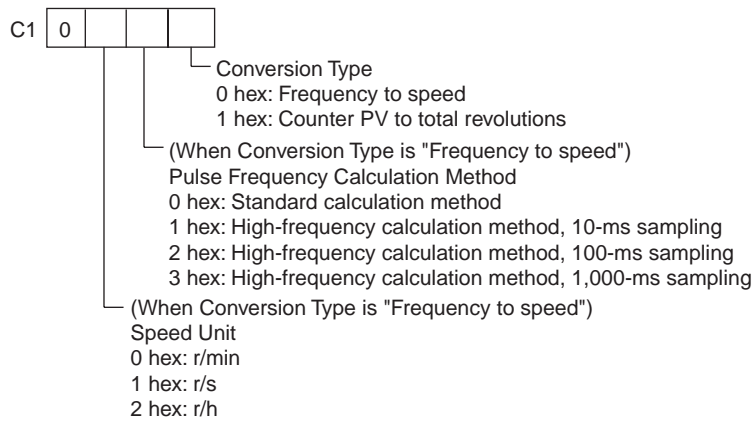 C1 0
Conversion Type
0 hex: Frequency to speed
1 hex: Counter PV to total revolutions
(When Conversion Type is "Frequency to speed")
Pulse Frequency Calculation Method
0 hex: Standard calculation method
1 hex: High-frequency calculation method, 10-ms sampling
2 hex: High-frequency calculation method, 100-ms sampling
3 hex: High-frequency calculation method, 1,000-ms sampling
(When Conversion Type is "Frequency to speed")
Speed Unit
0 hex: r/min
1 hex: r/s
2 hex: r/h